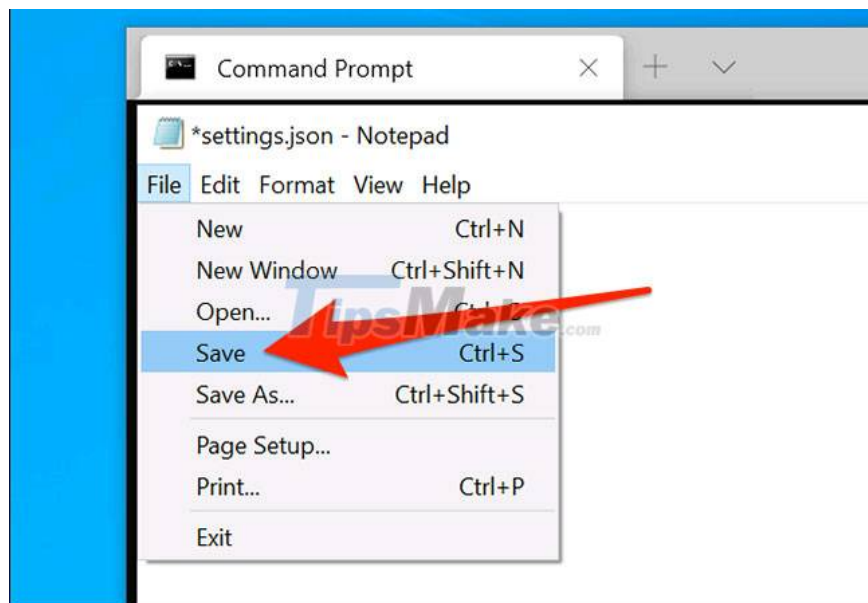 Command Prompt
*settings.json - Notepad
File Edit Format View Help
New Ctrl+N
New Window Ctrl+Shift+N
Open...
Save Ctrl+S
Save As... Ctrl+Shift+S
Page Setup...
Print... Ctrl+P
Exit
TipsMake.com